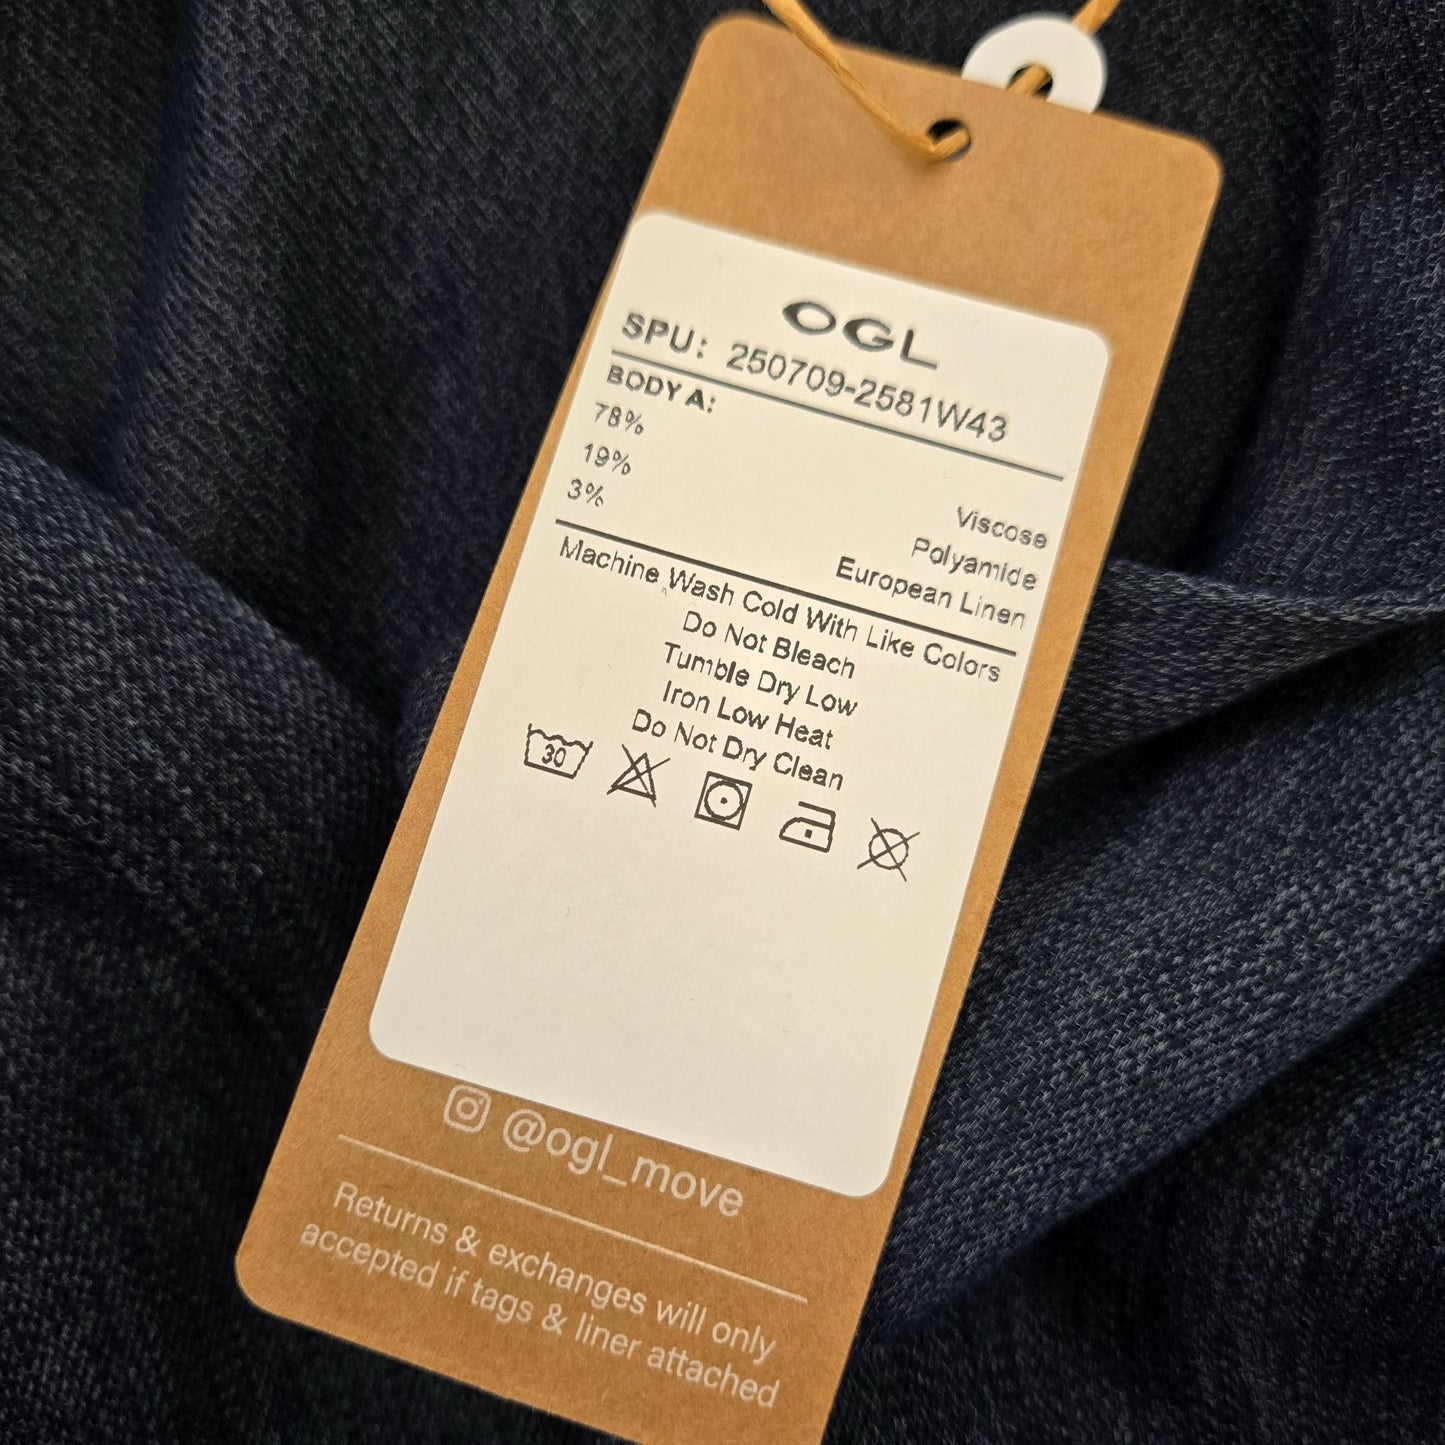 OGL
SPU: 250709-2581W43
BODY A:
78% Viscose
19% Polyamide
3% European Linen
Machine Wash Cold With Like Colors
Do Not Bleach
Tumble Dry Low
Iron Low Heat
Do Not Dry Clean
30
@ogl_move
Returns & exchanges will only
accepted if tags & liner attached